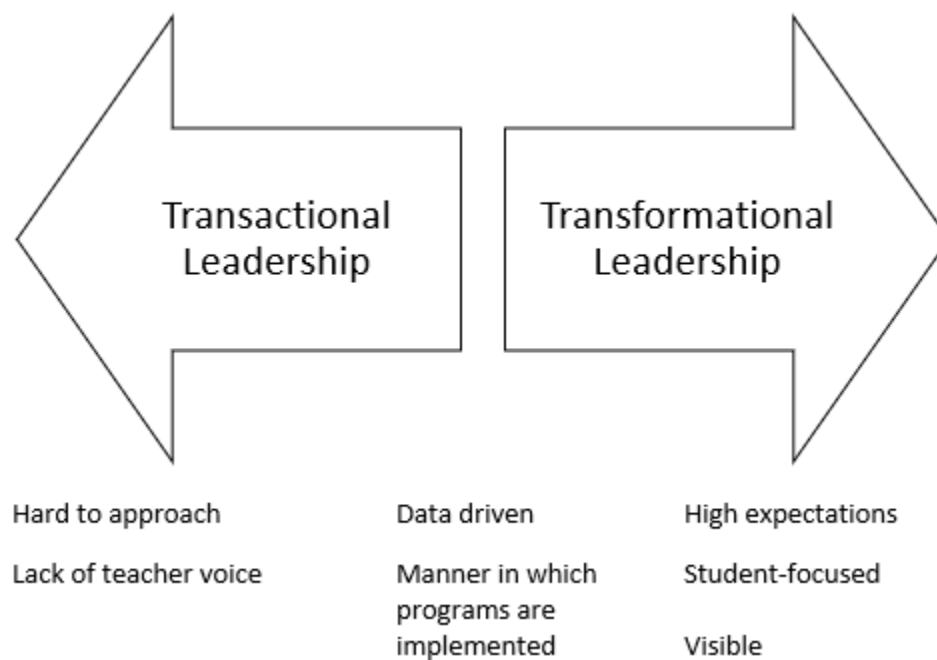 Transactional
Leadership
Transformational
Leadership
Hard to approach
Lack of teacher voice
Data driven
Manner in which
programs are
implemented
High expectations
Student-focused
Visible